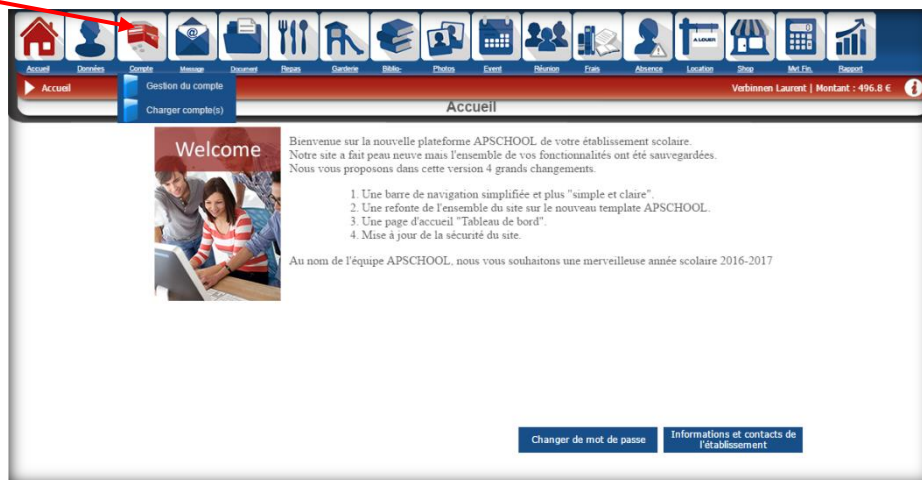 Accueil Données Compte Message Document Repas Garderie Biblio- Photos Event Réunion Frais Absence Location Shop Met Fin. Rapport
A LOUER
Accueil
Verbinnen Laurent | Montant : 496.8 €
Gestion du compte
Charger compte(s)
Accueil
Welcome
Bienvenue sur la nouvelle plateforme APSCHOOL de votre établissement scolaire.
Notre site a fait peau neuve mais l'ensemble de vos fonctionnalités ont été sauvegardées.
Nous vous proposons dans cette version 4 grands changements.
1. Une barre de navigation simplifiée et plus "simple et claire".
2. Une refonte de l'ensemble du site sur le nouveau template APSCHOOL.
3. Une page d'accueil "Tableau de bord".
4. Mise à jour de la sécurité du site.
Au nom de l'équipe APSCHOOL, nous vous souhaitons une merveilleuse année scolaire 2016-2017
Changer de mot de passe
Informations et contacts de
l'établissement